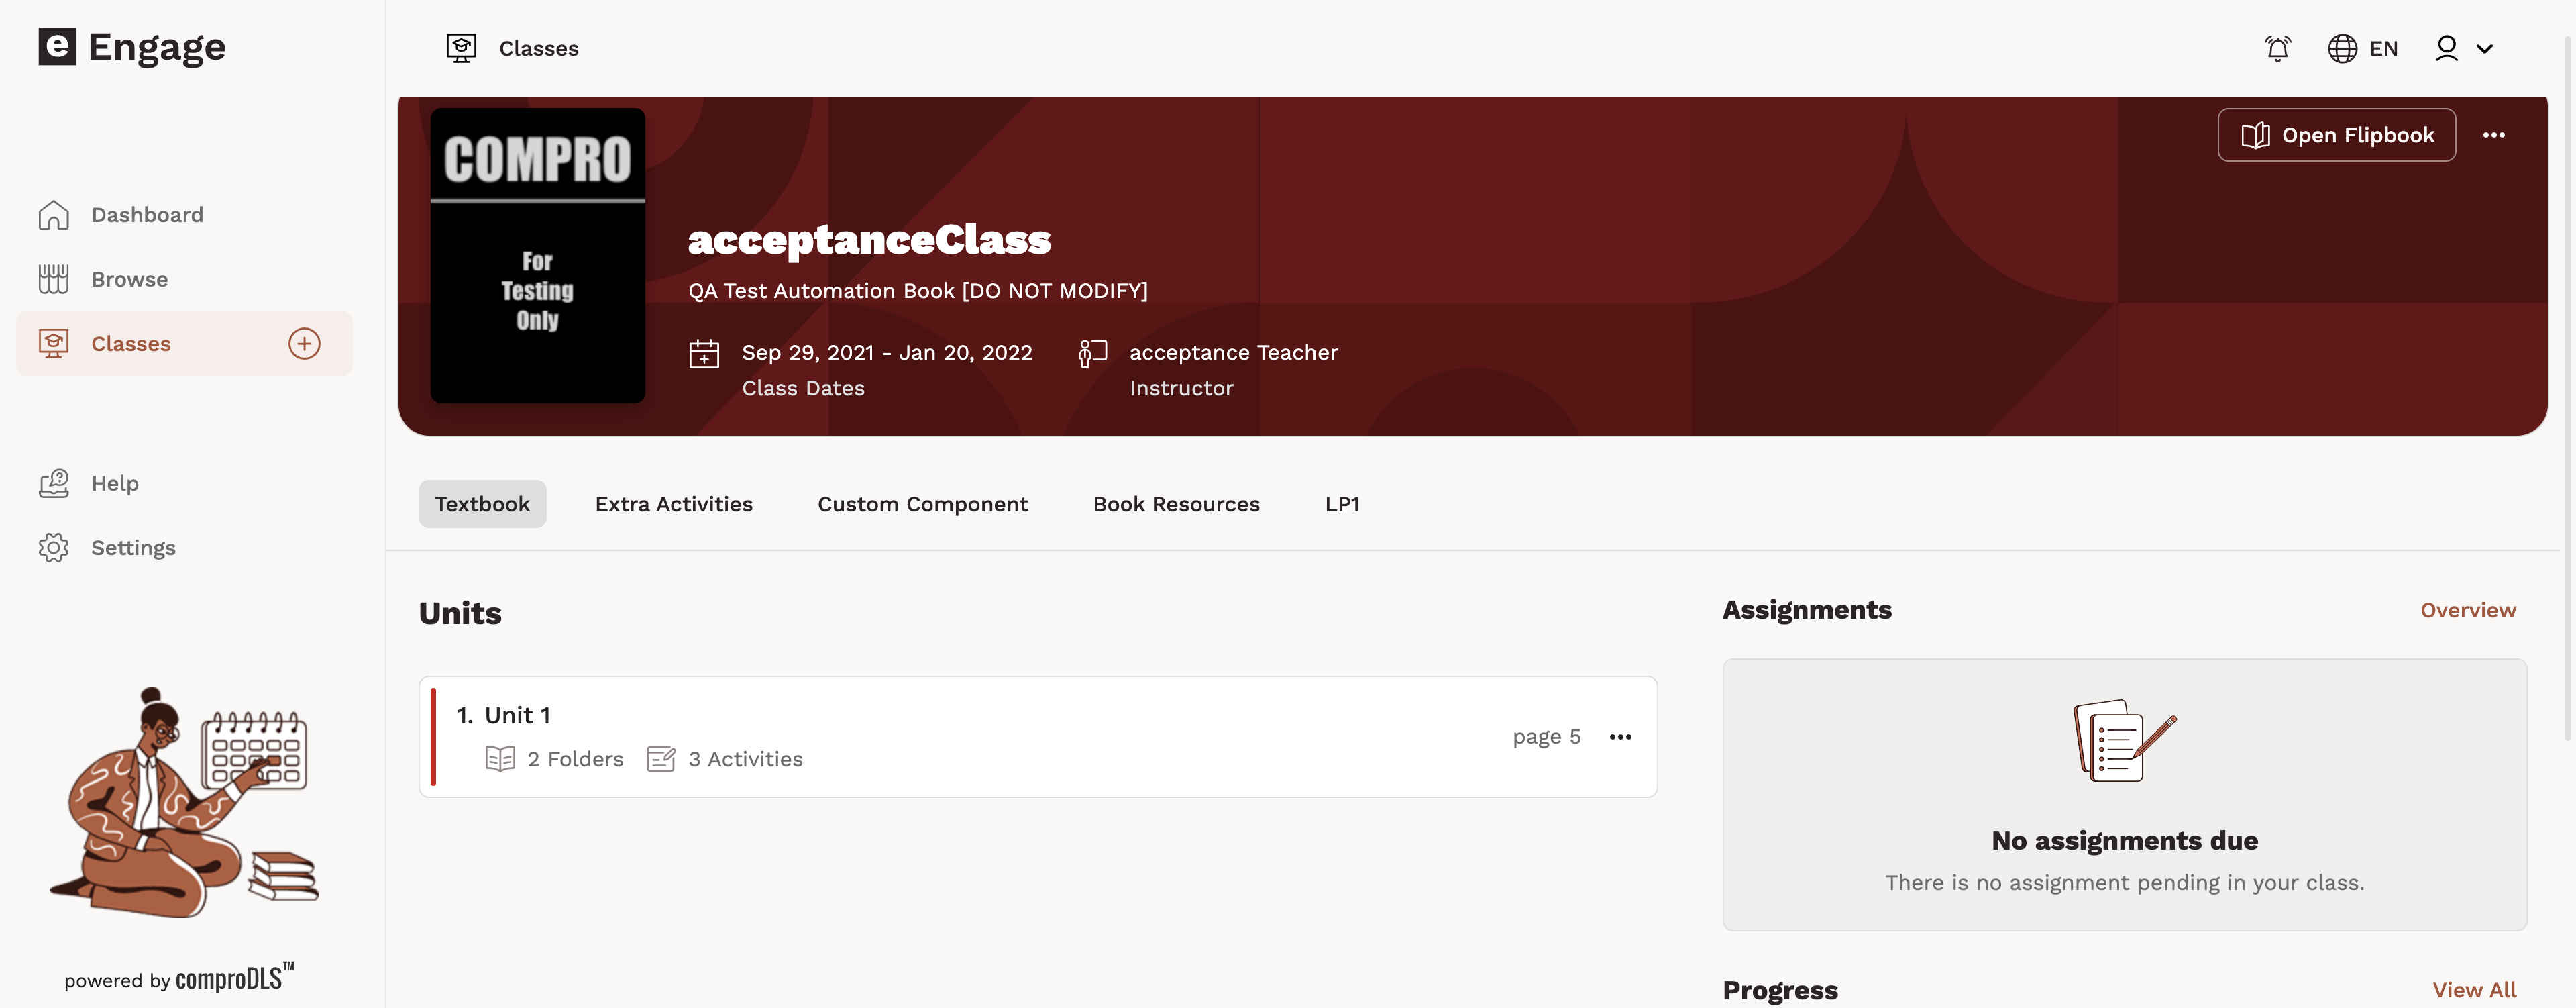 e Engage
Classes
EN
Dashboard
Browse
Classes
Help
Settings
powered by comproDLS™
COMPRO
For
Testing
Only
Open Flipbook
acceptanceClass
QA Test Automation Book [DO NOT MODIFY]
Sep 29, 2021 - Jan 20, 2022
Class Dates
acceptance Teacher
Instructor
Textbook Extra Activities Custom Component Book Resources LP1
Units
1. Unit 1
2 Folders 3 Activities
page 5
Assignments Overview
No assignments due
There is no assignment pending in your class.
Progress View All